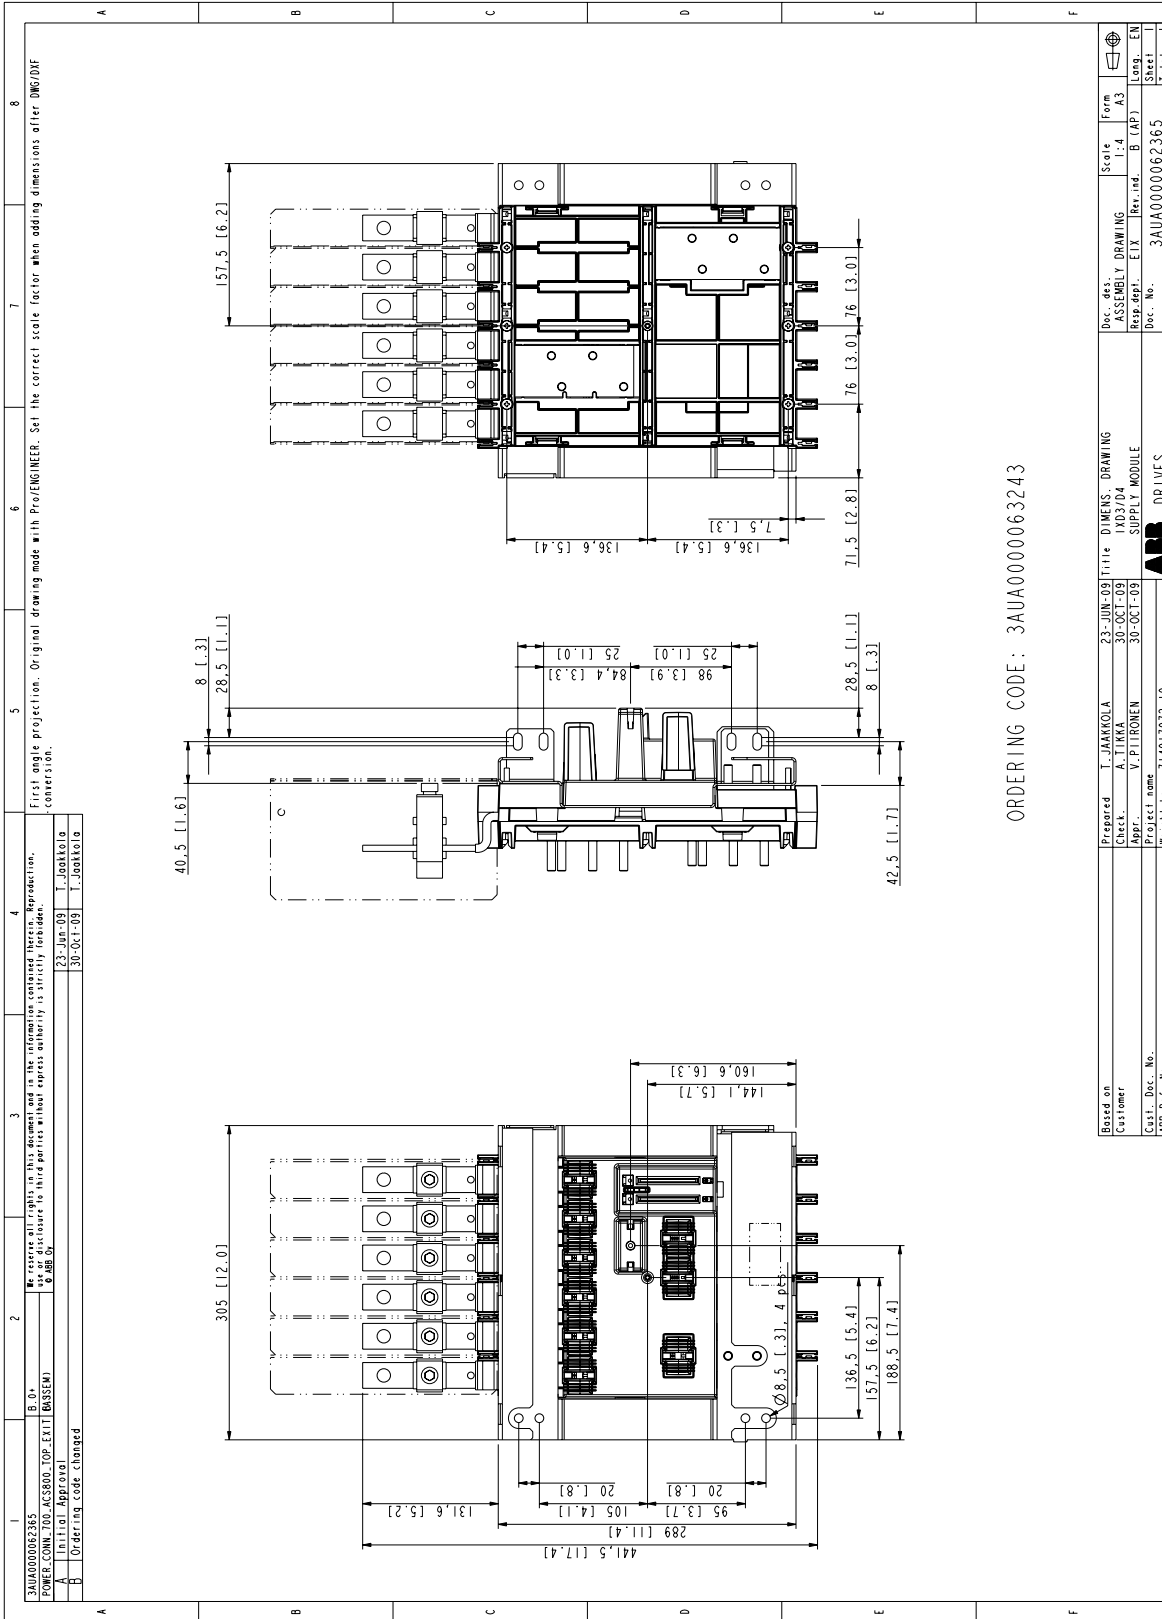 3AUA0000062365
B.0+
POWER_CONN_700_ACS800_TOP_EXIT
A Initial Approval 23-Jun-09 T.Jaakkola
B Ordering code changed 30-Oct-09 T.Jaakkola
We reserve all rights in this document and in the information contained therein. Reproduction,
use or disclosure to third parties without express authority is strictly forbidden.
© ABB Oy
First angle projection. Original drawing made with Pro/ENGINEER. Set the correct scale factor when adding dimensions after DWG/DXF
conversion.
1 2 3 4 5 6 7 8
A B C D E F
A B C D E F
441,5 [17.4]
289 [11.4]
131,6 [5.2]
105 [4.1]
95 [3.7]
20 [.8]
20 [.8]
305 [12.0]
160,6 [6.3]
144,1 [5.7]
Ø8,5 [.3], 4 pcs
136,5 [5.4]
157,5 [6.2]
188,5 [7.4]
40,5 [1.6]
8 [.3]
28,5 [1.1]
25 [1.0]
84,4 [3.3]
98 [3.9]
25 [1.0]
28,5 [1.1]
8 [.3]
42,5 [1.7]
157,5 [6.2]
136,6 [5.4]
136,6 [5.4]
7,5 [.3]
71,5 [2.8]
76 [3.0]
76 [3.0]
ORDERING CODE: 3AUA0000063243
Based on
Customer
Cust. Doc. No.
Prepared T.JAAKKOLA 23-JUN-09
Check. A.TIKKA 30-OCT-09
Appr. V.PIIRONEN 30-OCT-09
Project name
Title DIMENS. DRAWING
1XD3/D4
SUPPLY MODULE
ABB DRIVES
Doc. des. ASSEMBLY DRAWING
Scale 1:4
Form A3
Resp.dept. EIX
Rev.ind. B (AP)
Lang. EN
Doc. No. 3AUA0000062365
Sheet 1